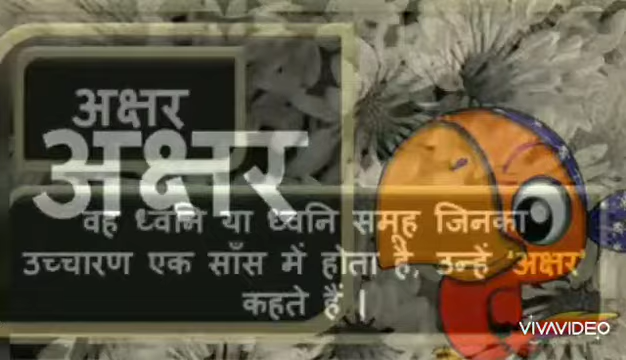 अक्षर
अक्षर
वह ध्वनि या ध्वनि समूह जिनका
उच्चारण एक साँस में होता है, उन्हें 'अक्षर'
कहते हैं ।
VIVAVIDEO